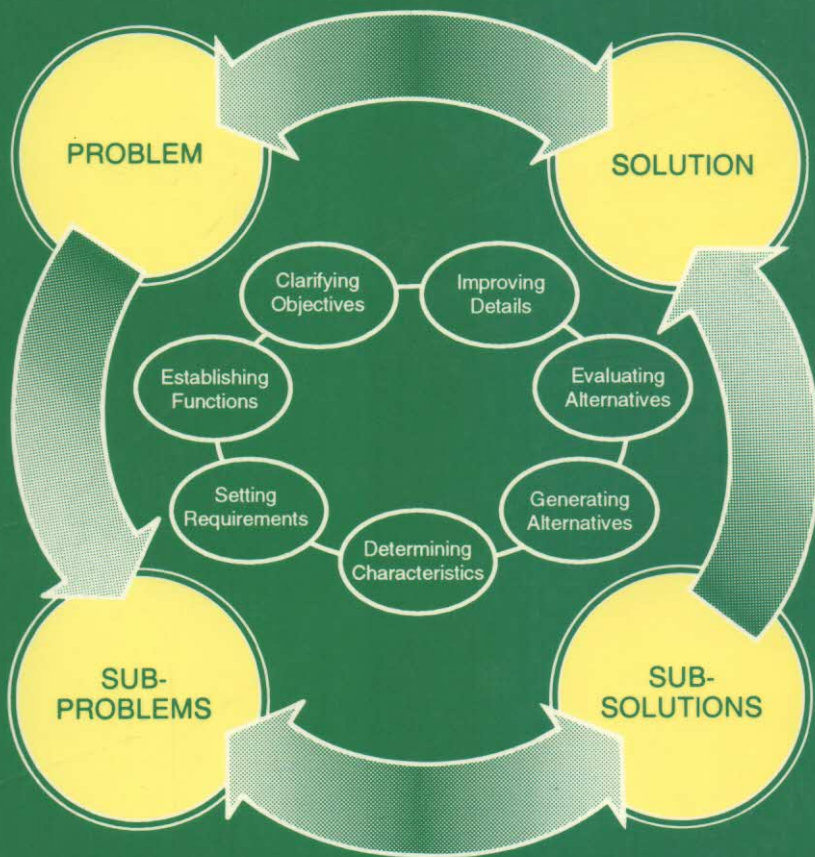 PROBLEM
SOLUTION
Clarifying
Objectives
Improving
Details
Establishing
Functions
Evaluating
Alternatives
Setting
Requirements
Generating
Alternatives
Determining
Characteristics
SUB-
PROBLEMS
SUB-
SOLUTIONS